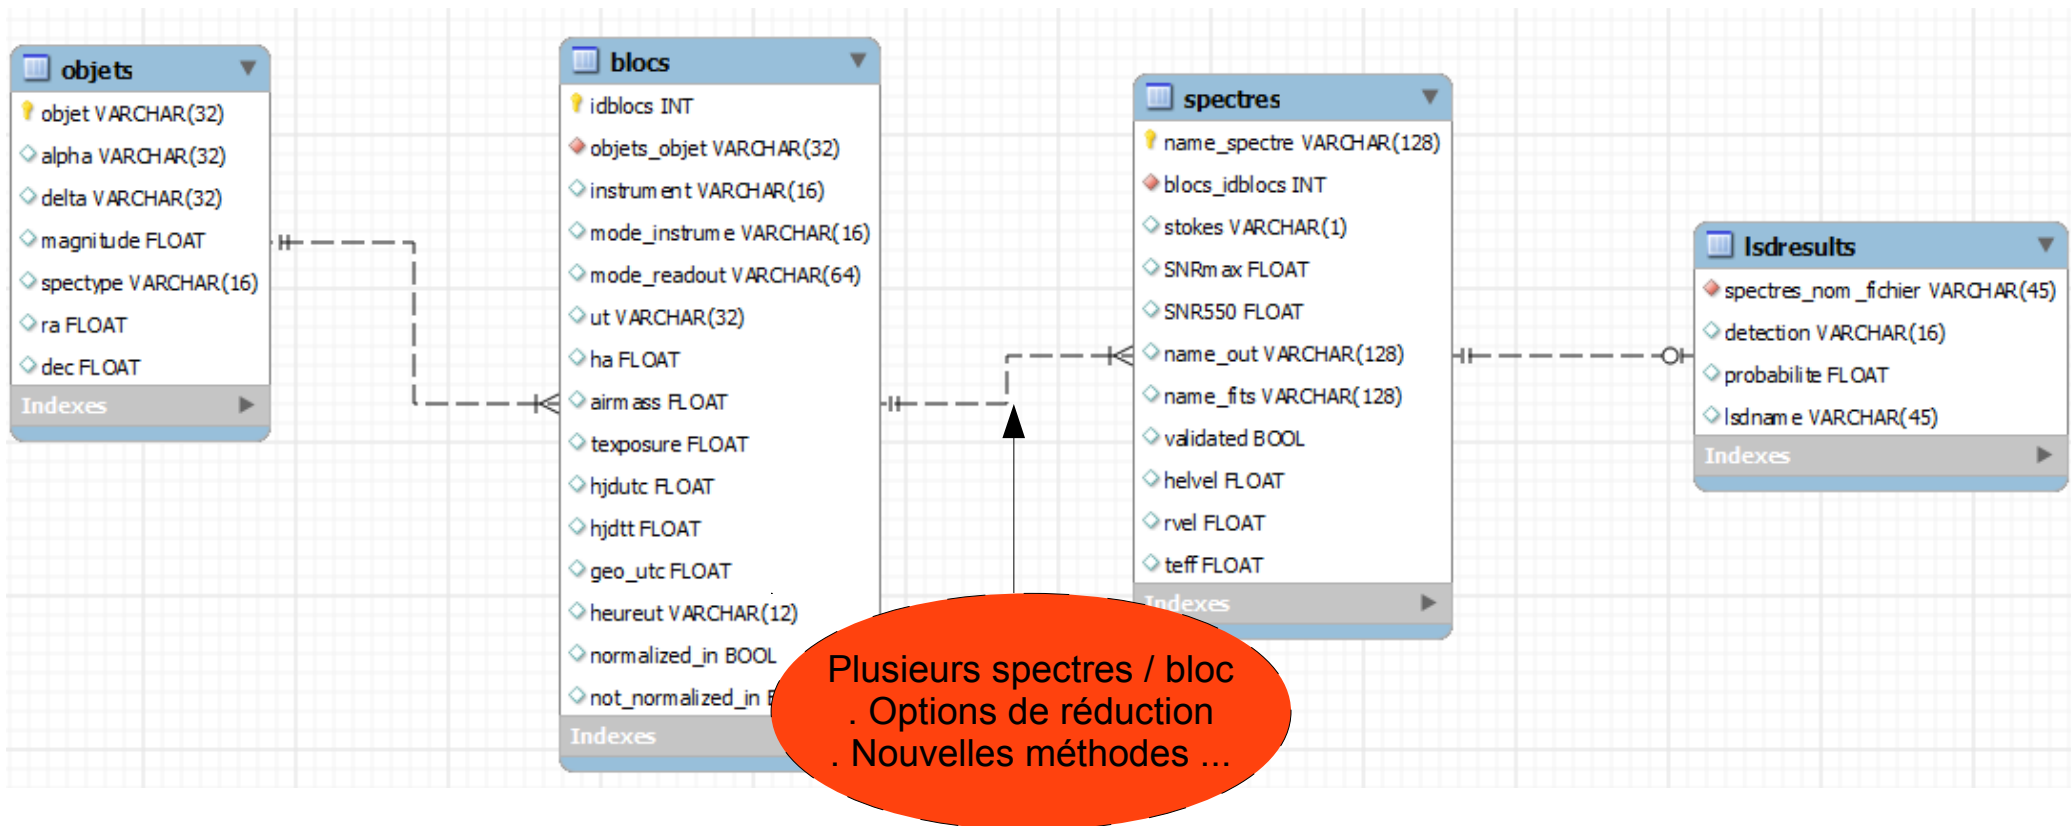 objets
objet VARCHAR(32)
alpha VARCHAR(32)
delta VARCHAR(32)
magnitude FLOAT
spectype VARCHAR(16)
ra FLOAT
dec FLOAT
Indexes
blocs
idblocs INT
objets_objet VARCHAR(32)
instrument VARCHAR(16)
mode_instrume VARCHAR(16)
mode_readout VARCHAR(64)
ut VARCHAR(32)
ha FLOAT
airmass FLOAT
texposure FLOAT
hjdutc FLOAT
hjdtt FLOAT
geo_utc FLOAT
heureut VARCHAR(12)
normalized_in BOOL
not_normalized_in
Indexes
spectres
name_spectre VARCHAR(128)
blocs_idblocs INT
stokes VARCHAR(1)
SNRmax FLOAT
SNR550 FLOAT
name_out VARCHAR(128)
name_fits VARCHAR(128)
validated BOOL
helvel FLOAT
rvel FLOAT
teff FLOAT
Indexes
lsdresults
spectres_nom_fichier VARCHAR(45)
detection VARCHAR(16)
probabilite FLOAT
lsdname VARCHAR(45)
Indexes
Plusieurs spectres / bloc
. Options de réduction
. Nouvelles méthodes ...